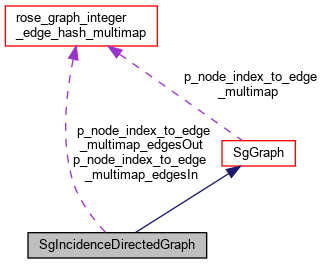 rose_graph_integer
_edge_hash_multimap
p_node_index_to_edge
_multimap
p_node_index_to_edge
_multimap_edgesOut
p_node_index_to_edge
_multimap_edgesIn
SgGraph
SgIncidenceDirectedGraph